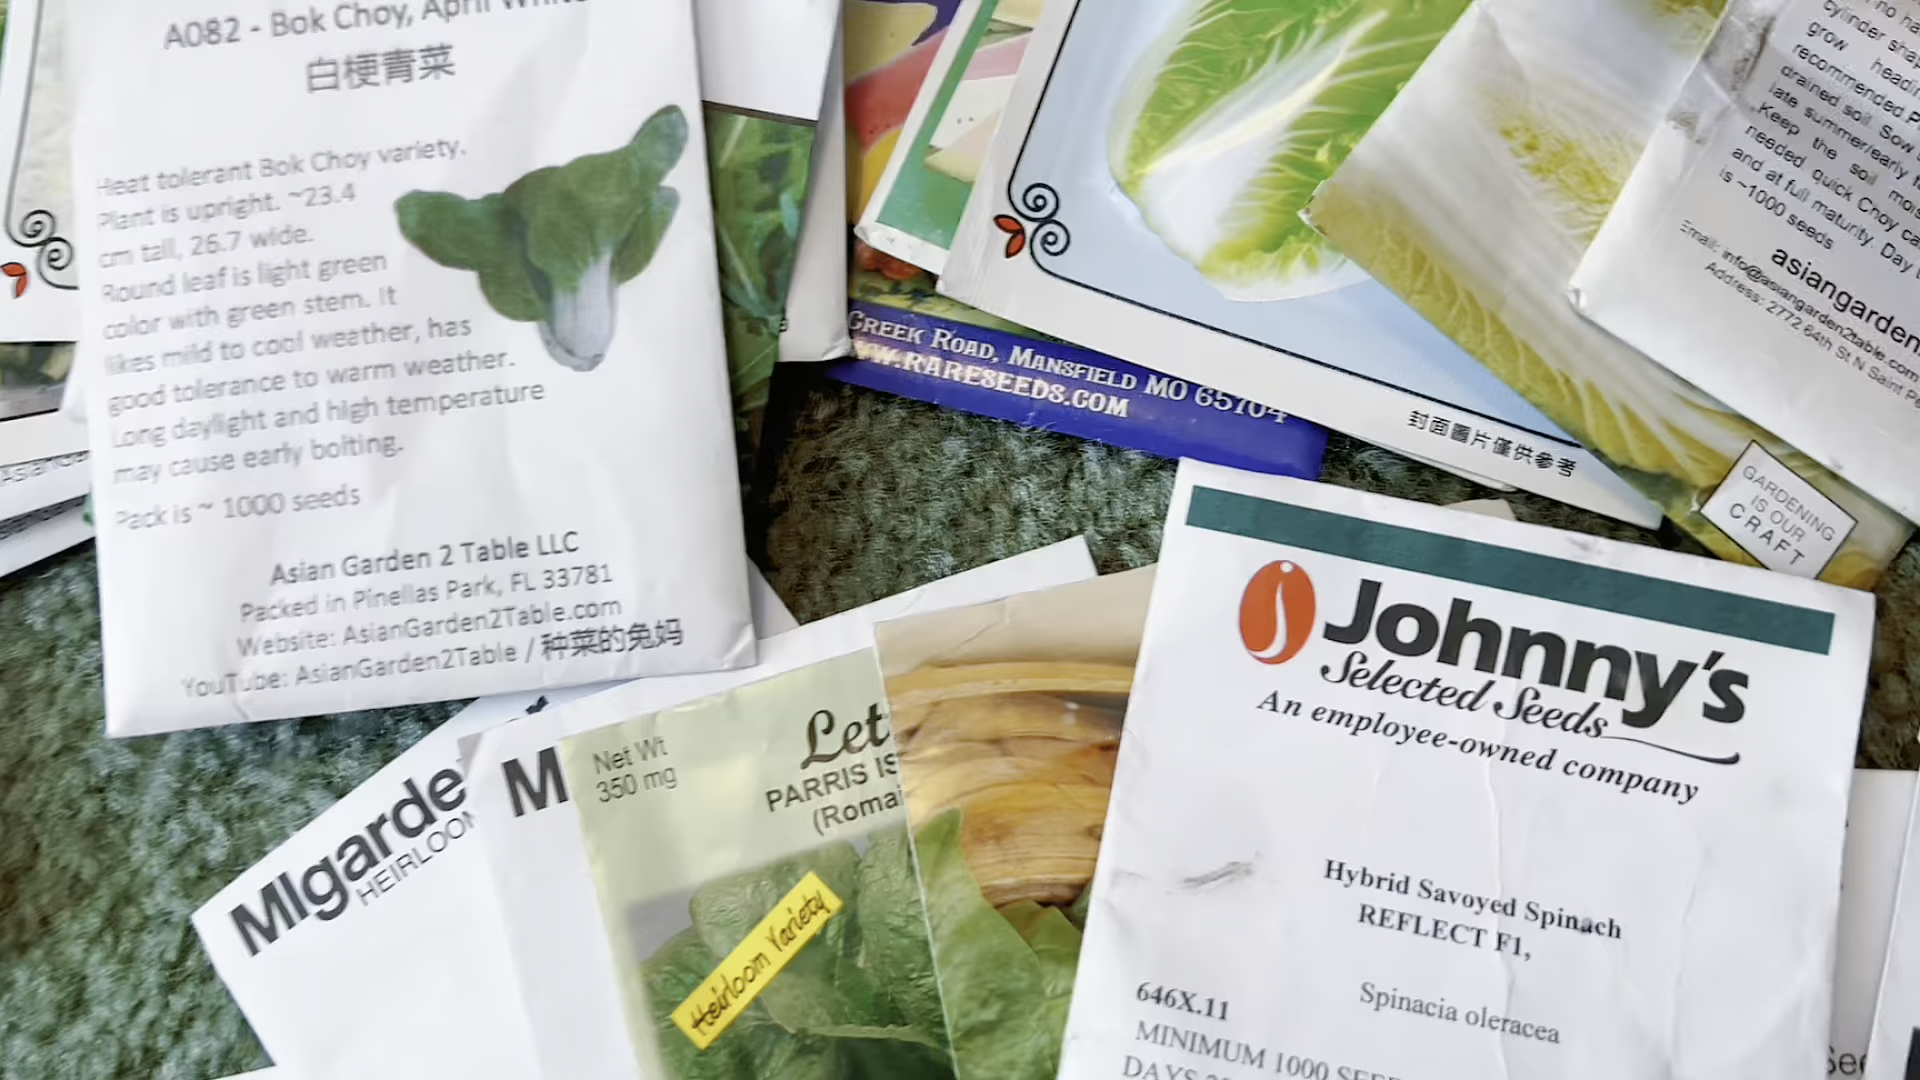 A082 - Bok Choy, April
白梗青菜
Heat tolerant Bok Choy variety.
Plant is upright. ~23.4
cm tall, 26.7 wide.
Round leaf is light green
color with green stem. It
likes mild to cool weather, has
good tolerance to warm weather.
Long daylight and high temperature
may cause early bolting.
Pack is ~ 1000 seeds
Asian Garden 2 Table LLC
Packed in Pinellas Park, FL 33781
Website: AsianGarden2Table.com
YouTube: AsianGarden2Table / 种菜的兔妈
CREEK ROAD, MANSFIELD MO 65704
WW.RARESEEDS.COM
封面圖片僅供參考
GARDENING
IS OUR
CRAFT
no
cylinder
grow
recommended.
drained soil. Sow
late summer/early
Keep the soil
needed quick Choy
and at full maturity. Day
is ~1000 seeds
Email: info@asiangarden2table.com
Address: 2772 64th St N Saint
MIgarde
HEIRLOOM
M
Net Wt
350 mg
Let
PARRIS IS
(Romai
Heirloom Variety
Johnny's
Selected Seeds
An employee-owned company
Hybrid Savoyed Spinach
REFLECT F1,
Spinacia oleracea
646X.11
MINIMUM 1000
DAYS